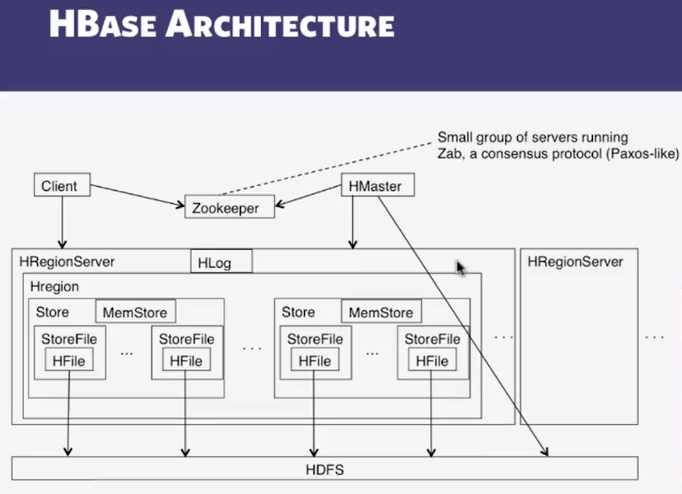 HBASE ARCHITECTURE
Small group of servers running
Zab, a consensus protocol (Paxos-like)
Client
Zookeeper
HMaster
HRegionServer
HLog
HRegionServer
Hregion
Store
MemStore
Store
MemStore
StoreFile
HFile
...
StoreFile
HFile
...
StoreFile
HFile
...
StoreFile
HFile
...
...
HDFS